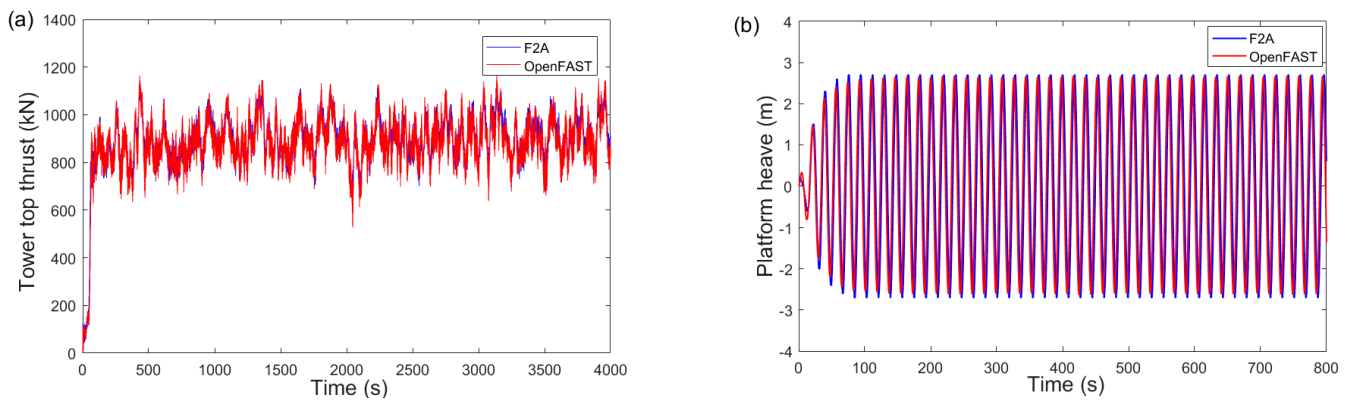 (a)
Tower top thrust (kN)
1400
1200
1000
800
600
400
200
0
F2A
OpenFAST
0 500 1000 1500 2000 2500 3000 3500 4000
Time (s)
(b)
Platform heave (m)
4
3
2
1
0
-1
-2
-3
-4
F2A
OpenFAST
0 100 200 300 400 500 600 700 800
Time (s)